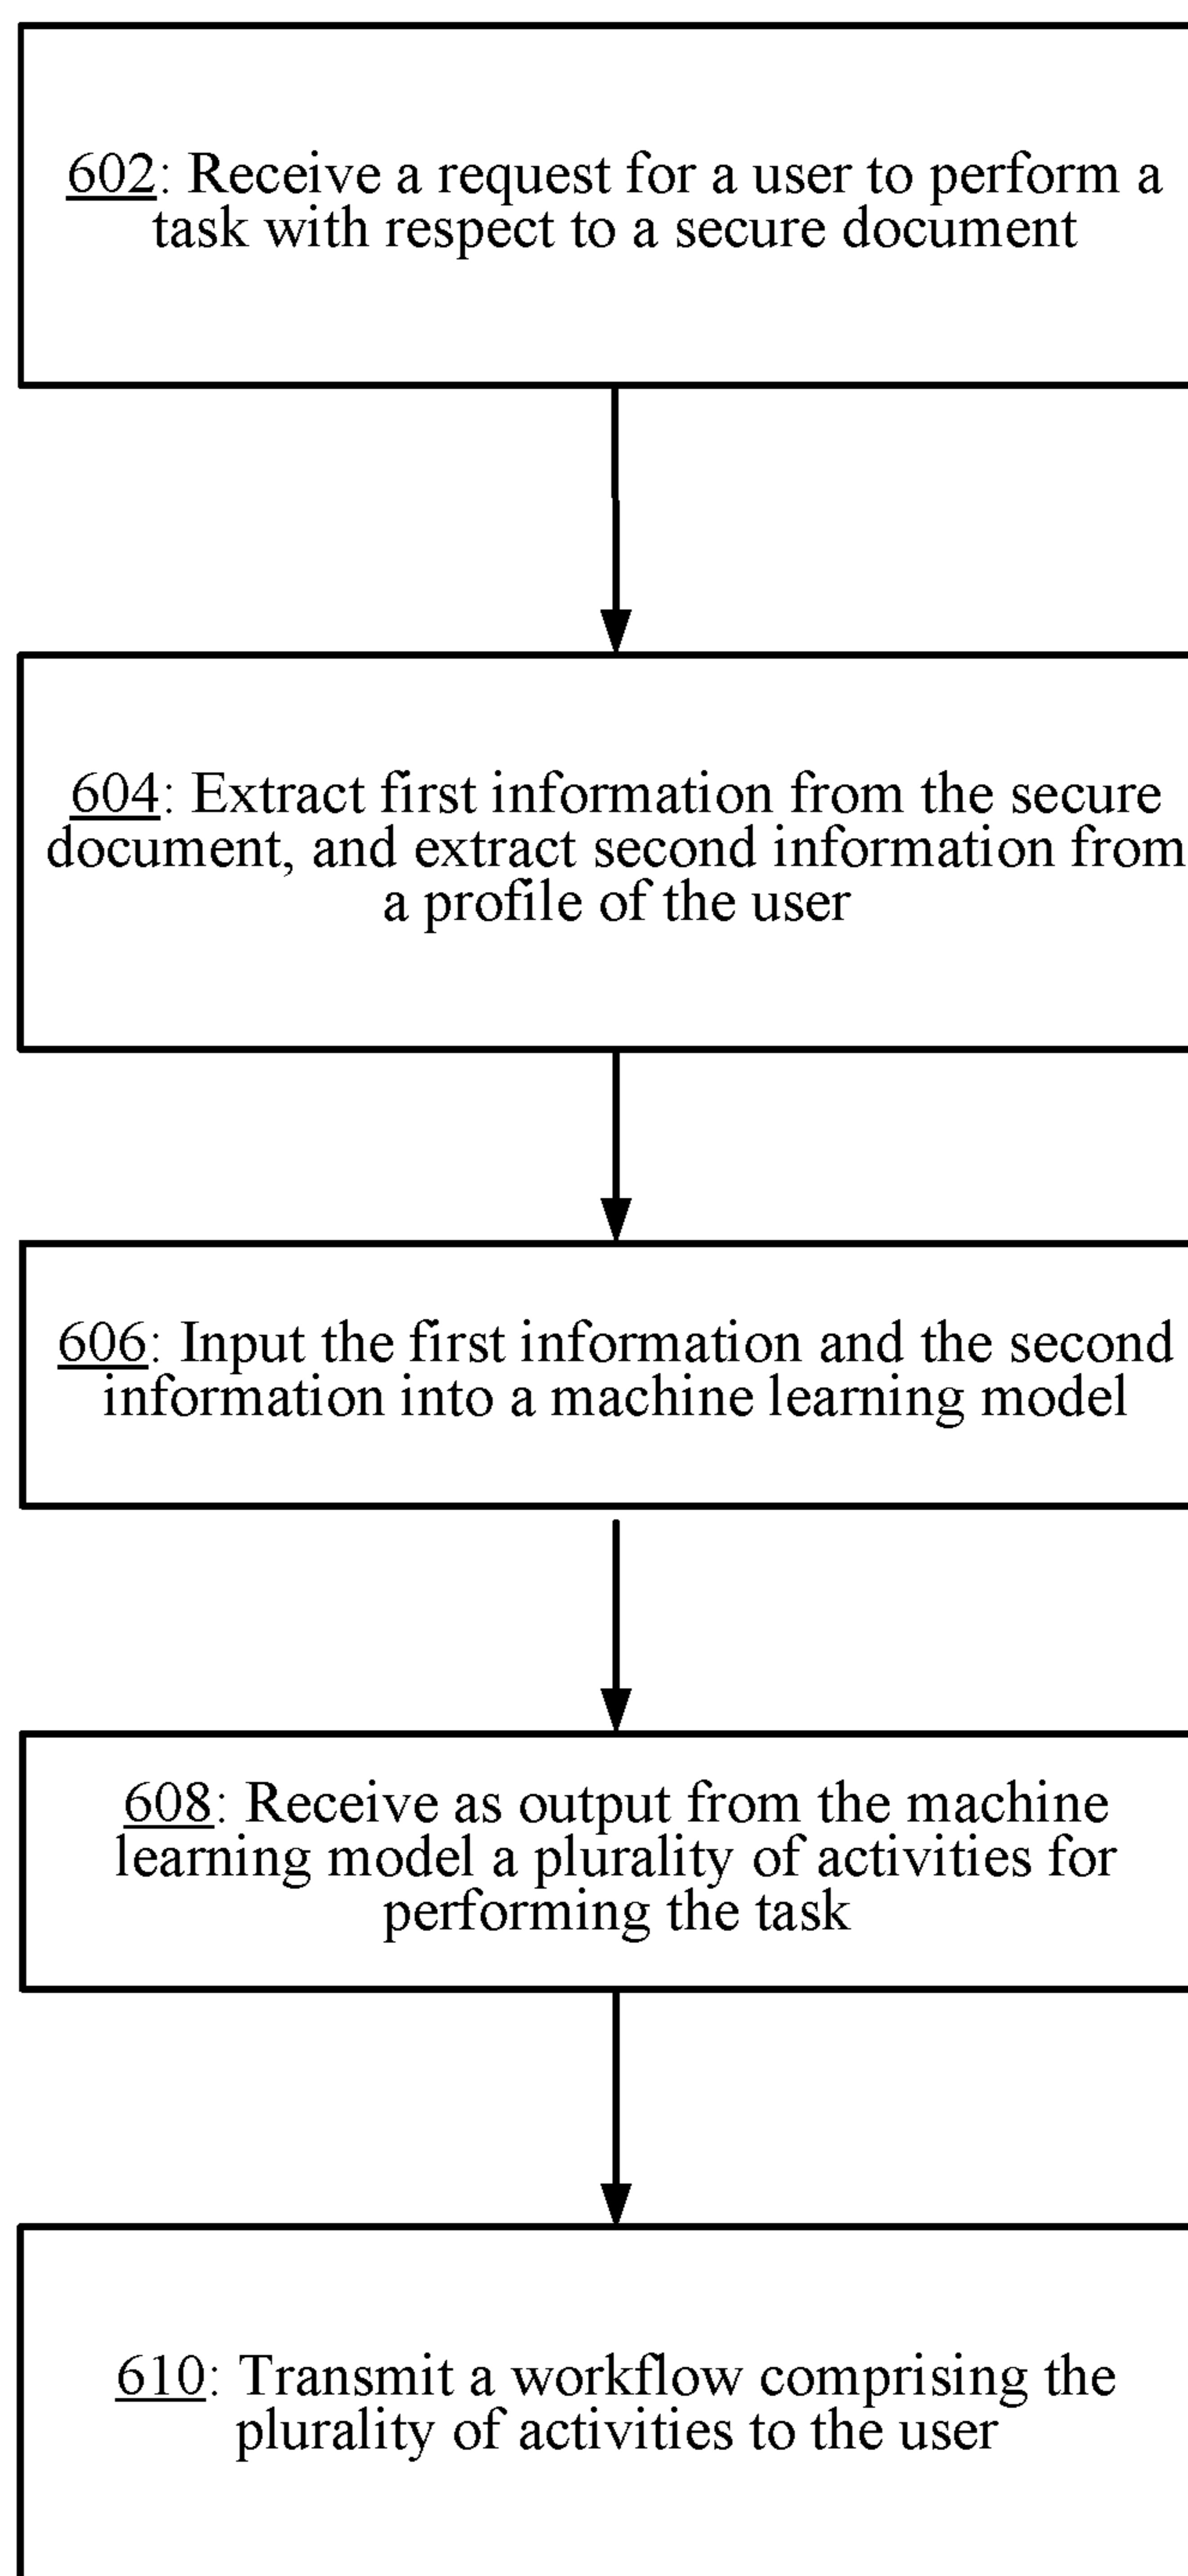 602: Receive a request for a user to perform a
task with respect to a secure document
604: Extract first information from the secure
document, and extract second information from
a profile of the user
606: Input the first information and the second
information into a machine learning model
608: Receive as output from the machine
learning model a plurality of activities for
performing the task
610: Transmit a workflow comprising the
plurality of activities to the user